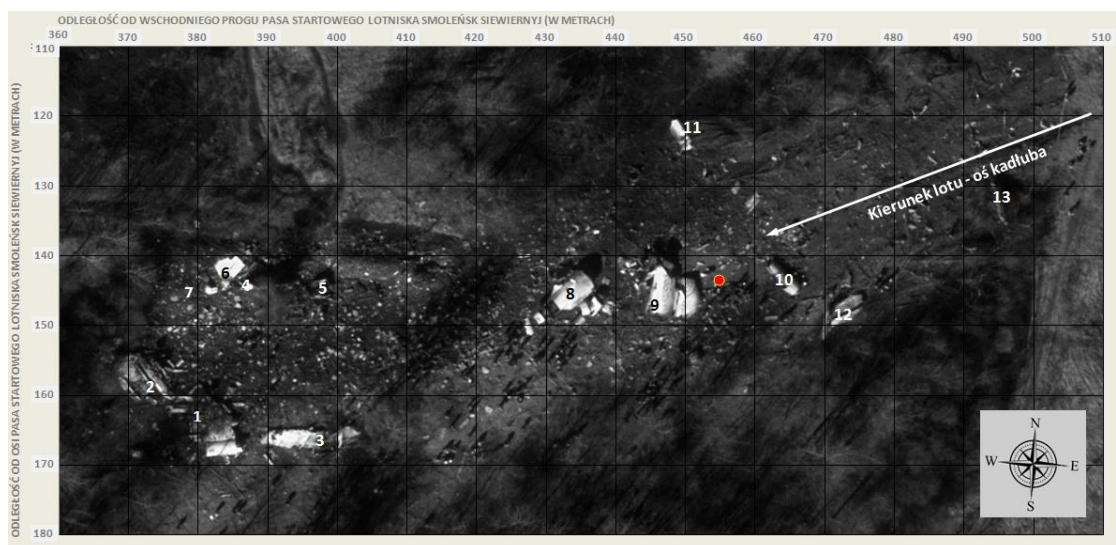 ODLEGŁOŚĆ OD WSCHODNIEGO PROGU PASA STARTOWEGO LOTNISKA SMOLEŃSK SIEWIERNYJ (W METRACH)
360 370 380 390 400 410 420 430 440 450 460 470 480 490 500 510
ODLEGŁOŚĆ OD OSI PASA STARTOWEGO LOTNISKA SMOLEŃSK SIEWIERNYJ (W METRACH)
110
120
130
140
150
160
170
180
11
Kierunek lotu - oś kadłuba
13
6
7
4
5
8
9
10
12
2
1
3
N
W
E
S